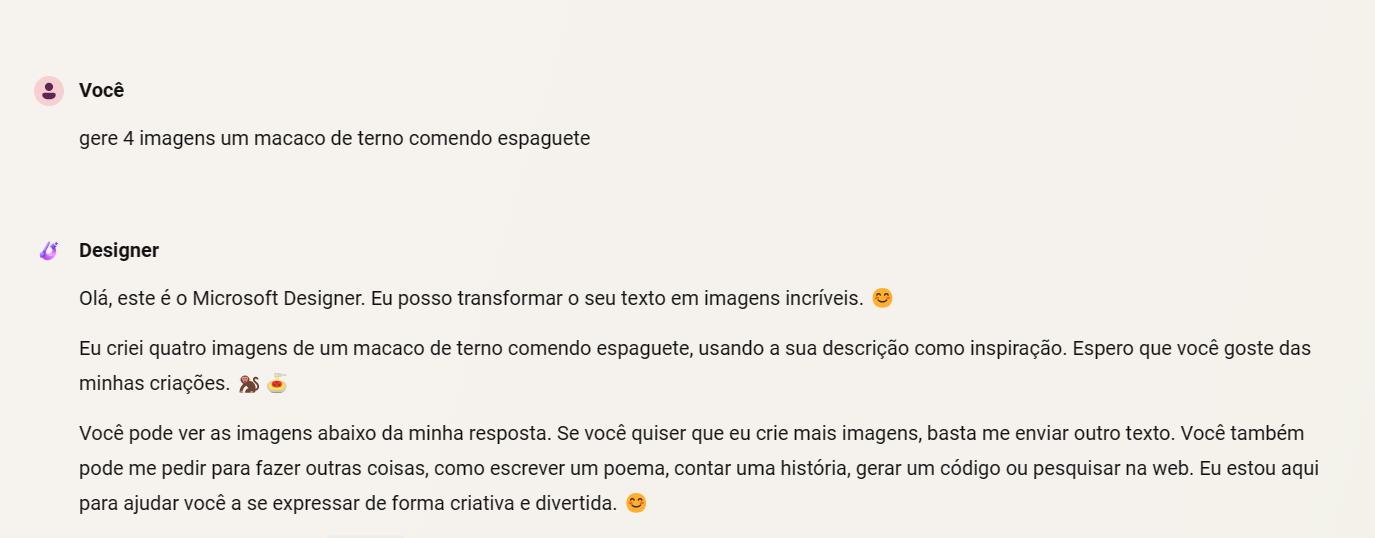 Você
gere 4 imagens um macaco de terno comendo espaguete
Designer
Olá, este é o Microsoft Designer. Eu posso transformar o seu texto em imagens incríveis. 😊
Eu criei quatro imagens de um macaco de terno comendo espaguete, usando a sua descrição como inspiração. Espero que você goste das
minhas criações. 🐒 🍝
Você pode ver as imagens abaixo da minha resposta. Se você quiser que eu crie mais imagens, basta me enviar outro texto. Você também
pode me pedir para fazer outras coisas, como escrever um poema, contar uma história, gerar um código ou pesquisar na web. Eu estou aqui
para ajudar você a se expressar de forma criativa e divertida. 😊